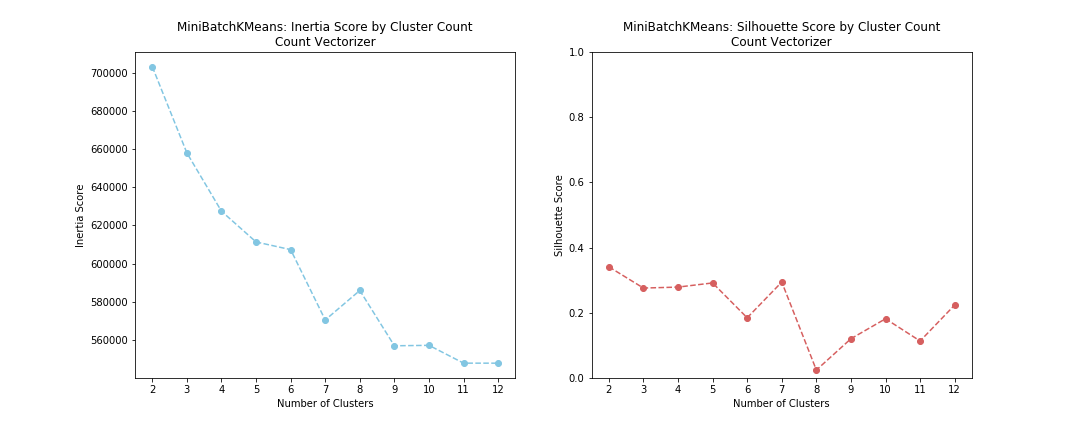 MiniBatchKMeans: Inertia Score by Cluster Count
Count Vectorizer
700000
680000
660000
640000
620000
600000
580000
560000
Inertia Score
2 3 4 5 6 7 8 9 10 11 12
Number of Clusters
MiniBatchKMeans: Silhouette Score by Cluster Count
Count Vectorizer
1.0
0.8
0.6
0.4
0.2
0.0
Silhouette Score
2 3 4 5 6 7 8 9 10 11 12
Number of Clusters